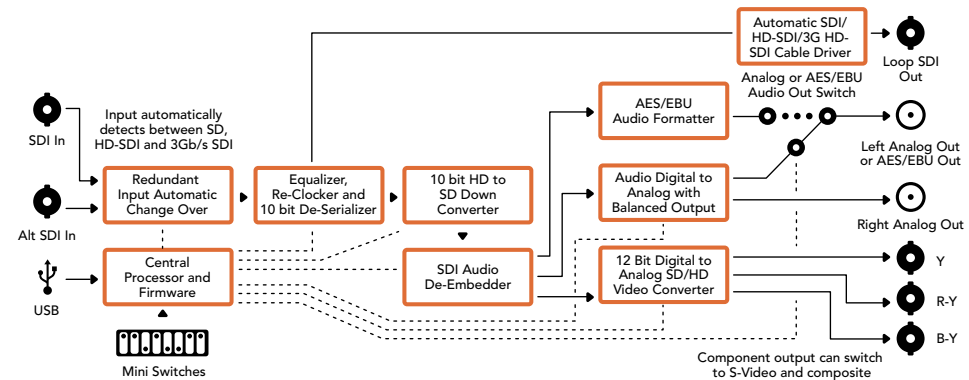 Automatic SDI/
HD-SDI/3G HD-
SDI Cable Driver
Loop SDI
Out
Analog or AES/EBU
Audio Out Switch
SDI In
Input automatically
detects between SD,
HD-SDI and 3Gb/s SDI
AES/EBU
Audio Formatter
Left Analog Out
or AES/EBU Out
Redundant
Input Automatic
Change Over
Equalizer,
Re-Clocker and
10 bit De-Serializer
10 bit HD to
SD Down
Converter
Audio Digital to
Analog with
Balanced Output
Alt SDI In
Right Analog Out
Central
Processor and
Firmware
SDI Audio
De-Embedder
12 Bit Digital to
Analog SD/HD
Video Converter
Y
USB
R-Y
B-Y
Mini Switches
Component output can switch
to S-Video and composite